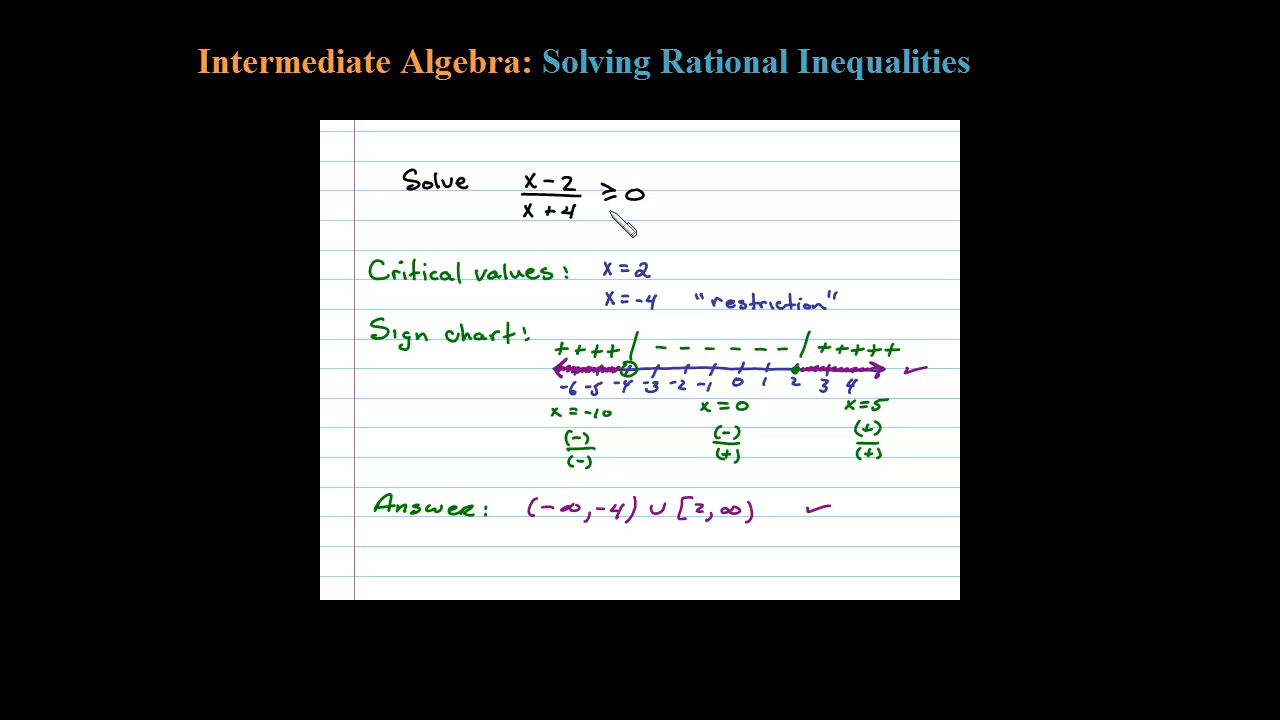 Intermediate Algebra: Solving Rational Inequalities
Solve x - 2 / x + 4 ≥ 0
Critical values: x = 2
x = -4 "restriction"
Sign chart:
++++ / - - - - - - / +++++
-6 -5 -4 -3 -2 -1 0 1 2 3 4
x = -10 x = 0 x = 5
(-) (-) (+)
(-) (+) (+)
Answer: (-∞, -4) ∪ [2, ∞) ✓